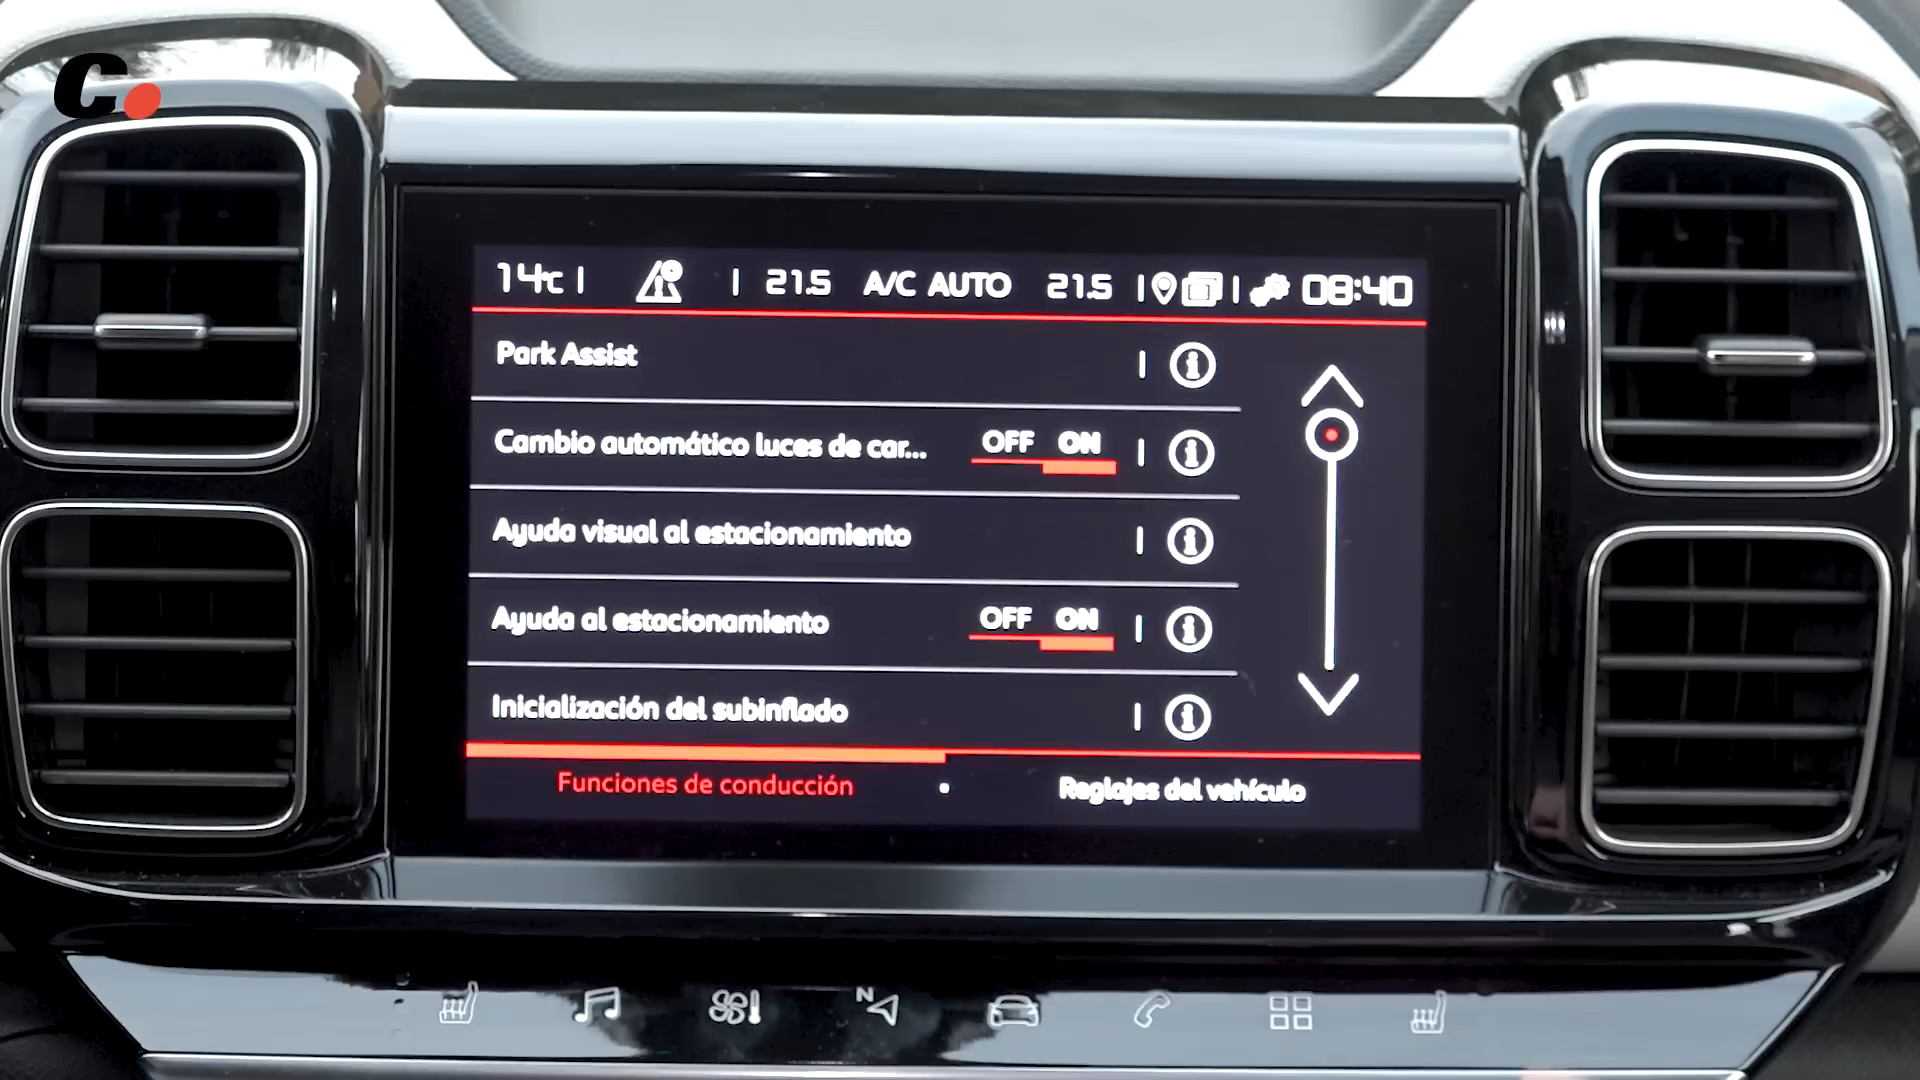 C.
14°C | | 21.5 A/C AUTO 21.5 | | 08:40
Park Assist
Cambio automático luces de car... OFF ON
Ayuda visual al estacionamiento
Ayuda al estacionamiento OFF ON
Inicialización del subinflado
Funciones de conducción • Reglajes del vehículo
N